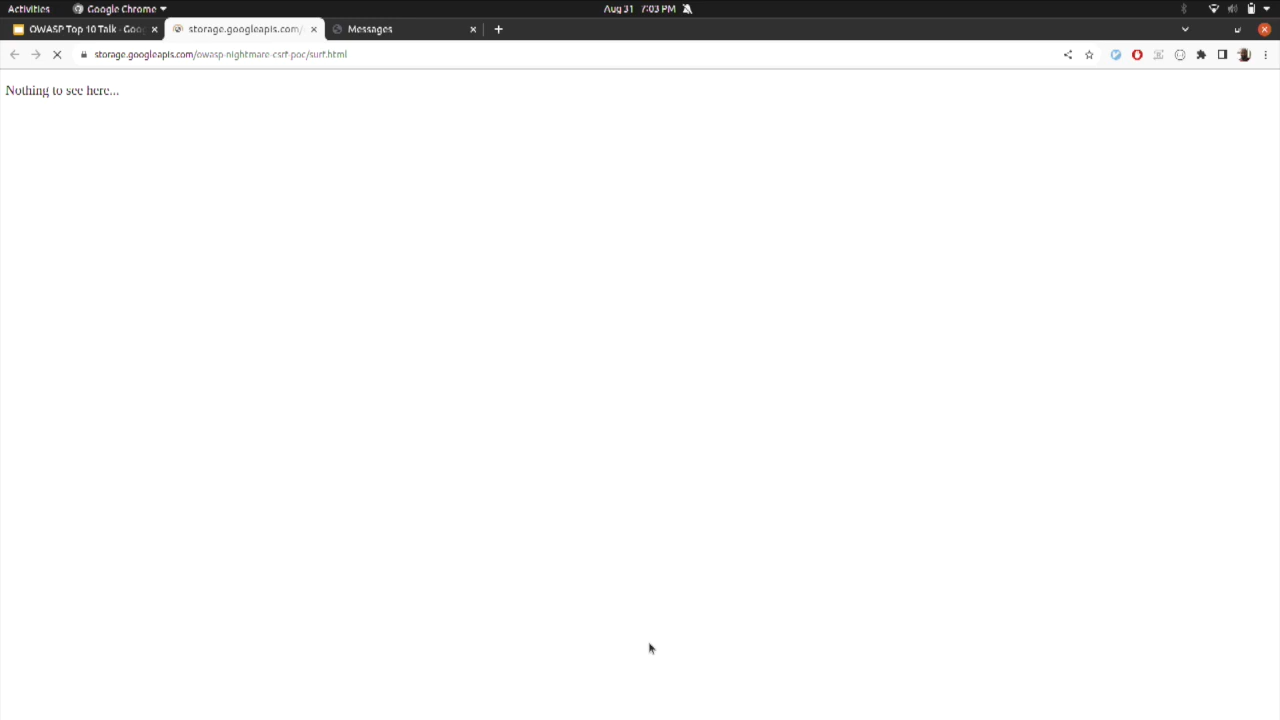 Activities Google Chrome Aug 31 7:03 PM
OWASP Top 10 Talk - Goo storage.googleapis.com/ Messages
storage.googleapis.com/owasp-nightmare-csrf-poc/surf.html
Nothing to see here...